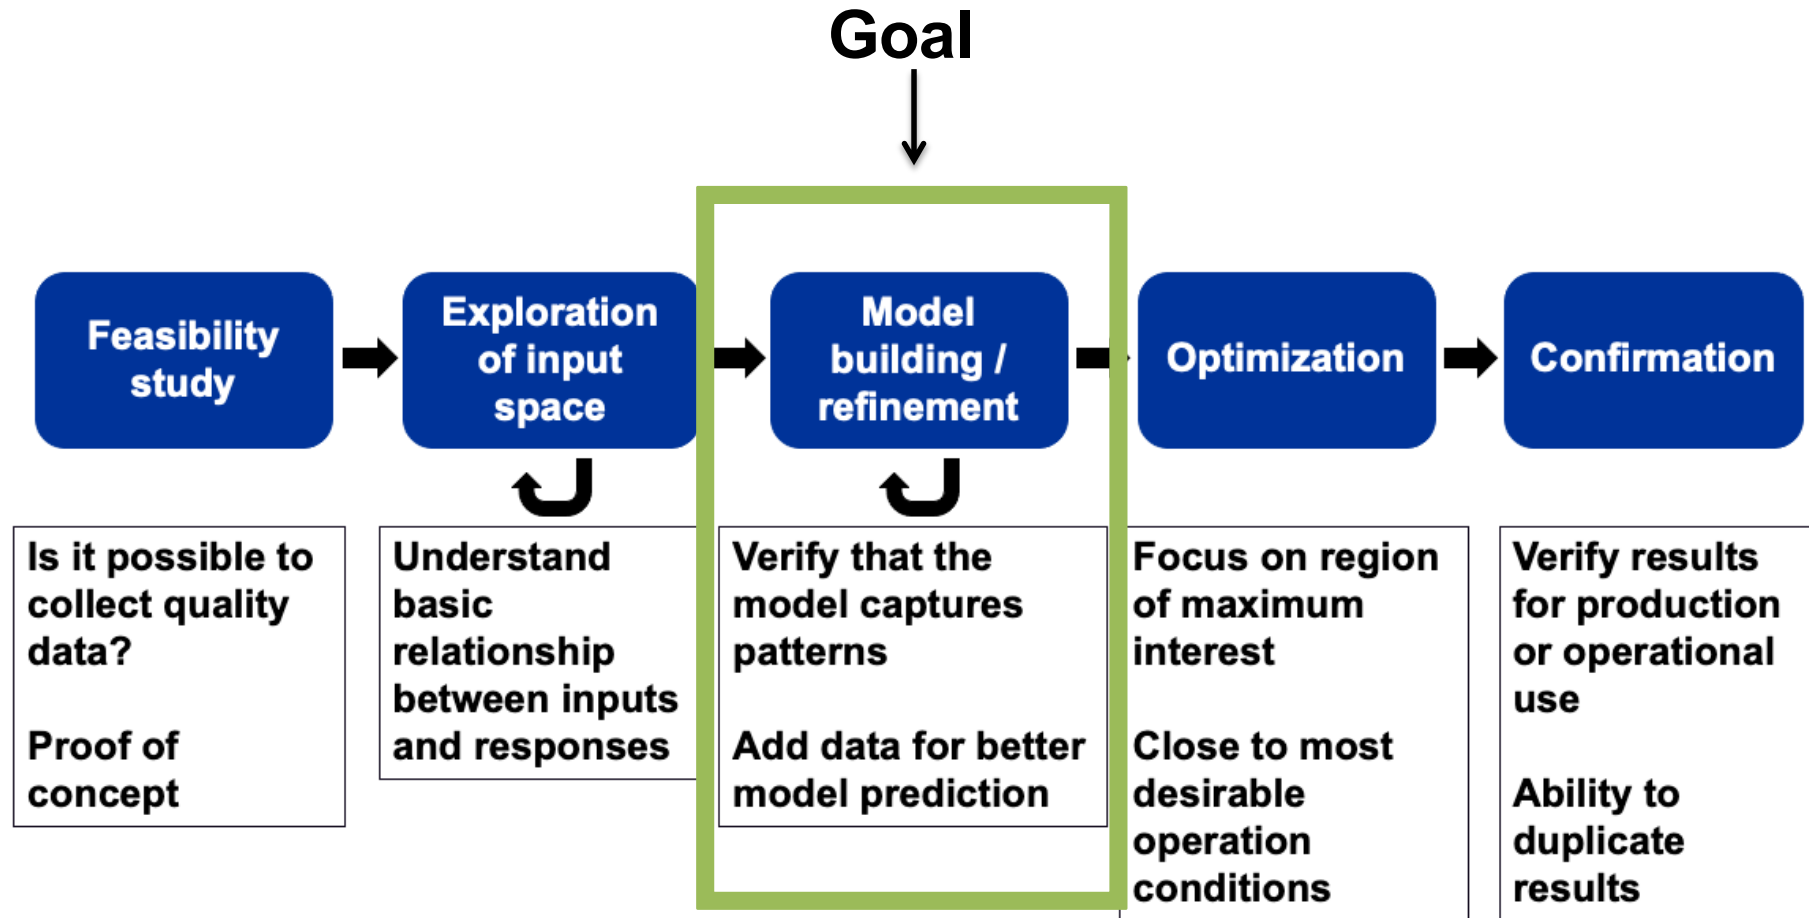 Goal
Feasibility
study
Exploration
of input
space
Model
building /
refinement
Optimization
Confirmation
Is it possible to
collect quality
data?
Proof of
concept
Understand
basic
relationship
between inputs
and responses
Verify that the
model captures
patterns
Add data for better
model prediction
Focus on region
of maximum
interest
Close to most
desirable
operation
conditions
Verify results
for production
or operational
use
Ability to
duplicate
results